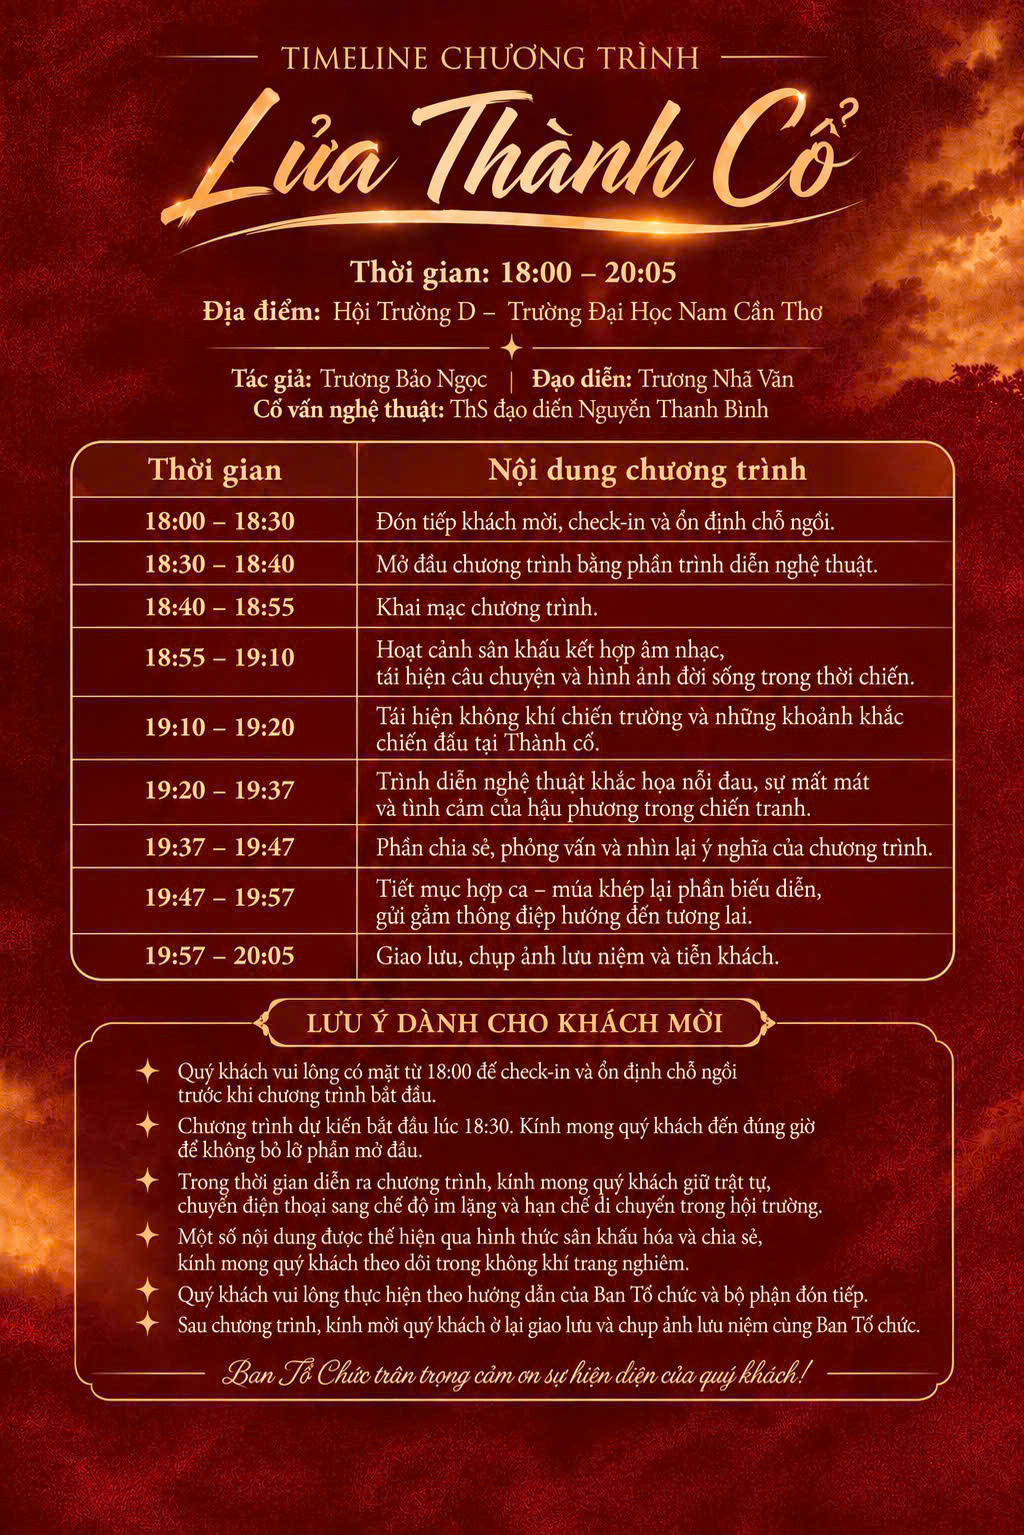 TIMELINE CHƯƠNG TRÌNH
Lửa Thành Cổ
Thời gian: 18:00 – 20:05
Địa điểm: Hội Trường D – Trường Đại Học Nam Cần Thơ
Tác giả: Trương Bảo Ngọc | Đạo diễn: Trương Nhã Văn
Cổ vấn nghệ thuật: ThS đạo diễn Nguyễn Thanh Bình
Thời gian Nội dung chương trình
18:00 – 18:30 Đón tiếp khách mời, check-in và ổn định chỗ ngồi.
18:30 – 18:40 Mở đầu chương trình bằng phần trình diễn nghệ thuật.
18:40 – 18:55 Khai mạc chương trình.
18:55 – 19:10 Hoạt cảnh sân khấu kết hợp âm nhạc,
tái hiện câu chuyện và hình ảnh đời sống trong thời chiến.
19:10 – 19:20 Tái hiện không khí chiến trường và những khoảnh khắc
chiến đấu tại Thành cổ.
19:20 – 19:37 Trình diễn nghệ thuật khắc họa nỗi đau, sự mất mát
và tình cảm của hậu phương trong chiến tranh.
19:37 – 19:47 Phần chia sẻ, phỏng vấn và nhìn lại ý nghĩa của chương trình.
19:47 – 19:57 Tiết mục hợp ca – múa khép lại phần biểu diễn,
gửi gắm thông điệp hướng đến tương lai.
19:57 – 20:05 Giao lưu, chụp ảnh lưu niệm và tiễn khách.
LƯU Ý DÀNH CHO KHÁCH MỜI
Quý khách vui lòng có mặt từ 18:00 để check-in và ổn định chỗ ngồi
trước khi chương trình bắt đầu.
Chương trình dự kiến bắt đầu lúc 18:30. Kính mong quý khách đến đúng giờ
để không bỏ lỡ phần mở đầu.
Trong thời gian diễn ra chương trình, kính mong quý khách giữ trật tự,
chuyển điện thoại sang chế độ im lặng và hạn chế di chuyển trong hội trường.
Một số nội dung được thể hiện qua hình thức sân khấu hóa và chia sẻ,
kính mong quý khách theo dõi trong không khí trang nghiêm.
Quý khách vui lòng thực hiện theo hướng dẫn của Ban Tổ chức và bộ phận đón tiếp.
Sau chương trình, kính mời quý khách ở lại giao lưu và chụp ảnh lưu niệm cùng Ban Tổ chức.
Ban Tổ Chức trân trọng cảm ơn sự hiện diện của quý khách!